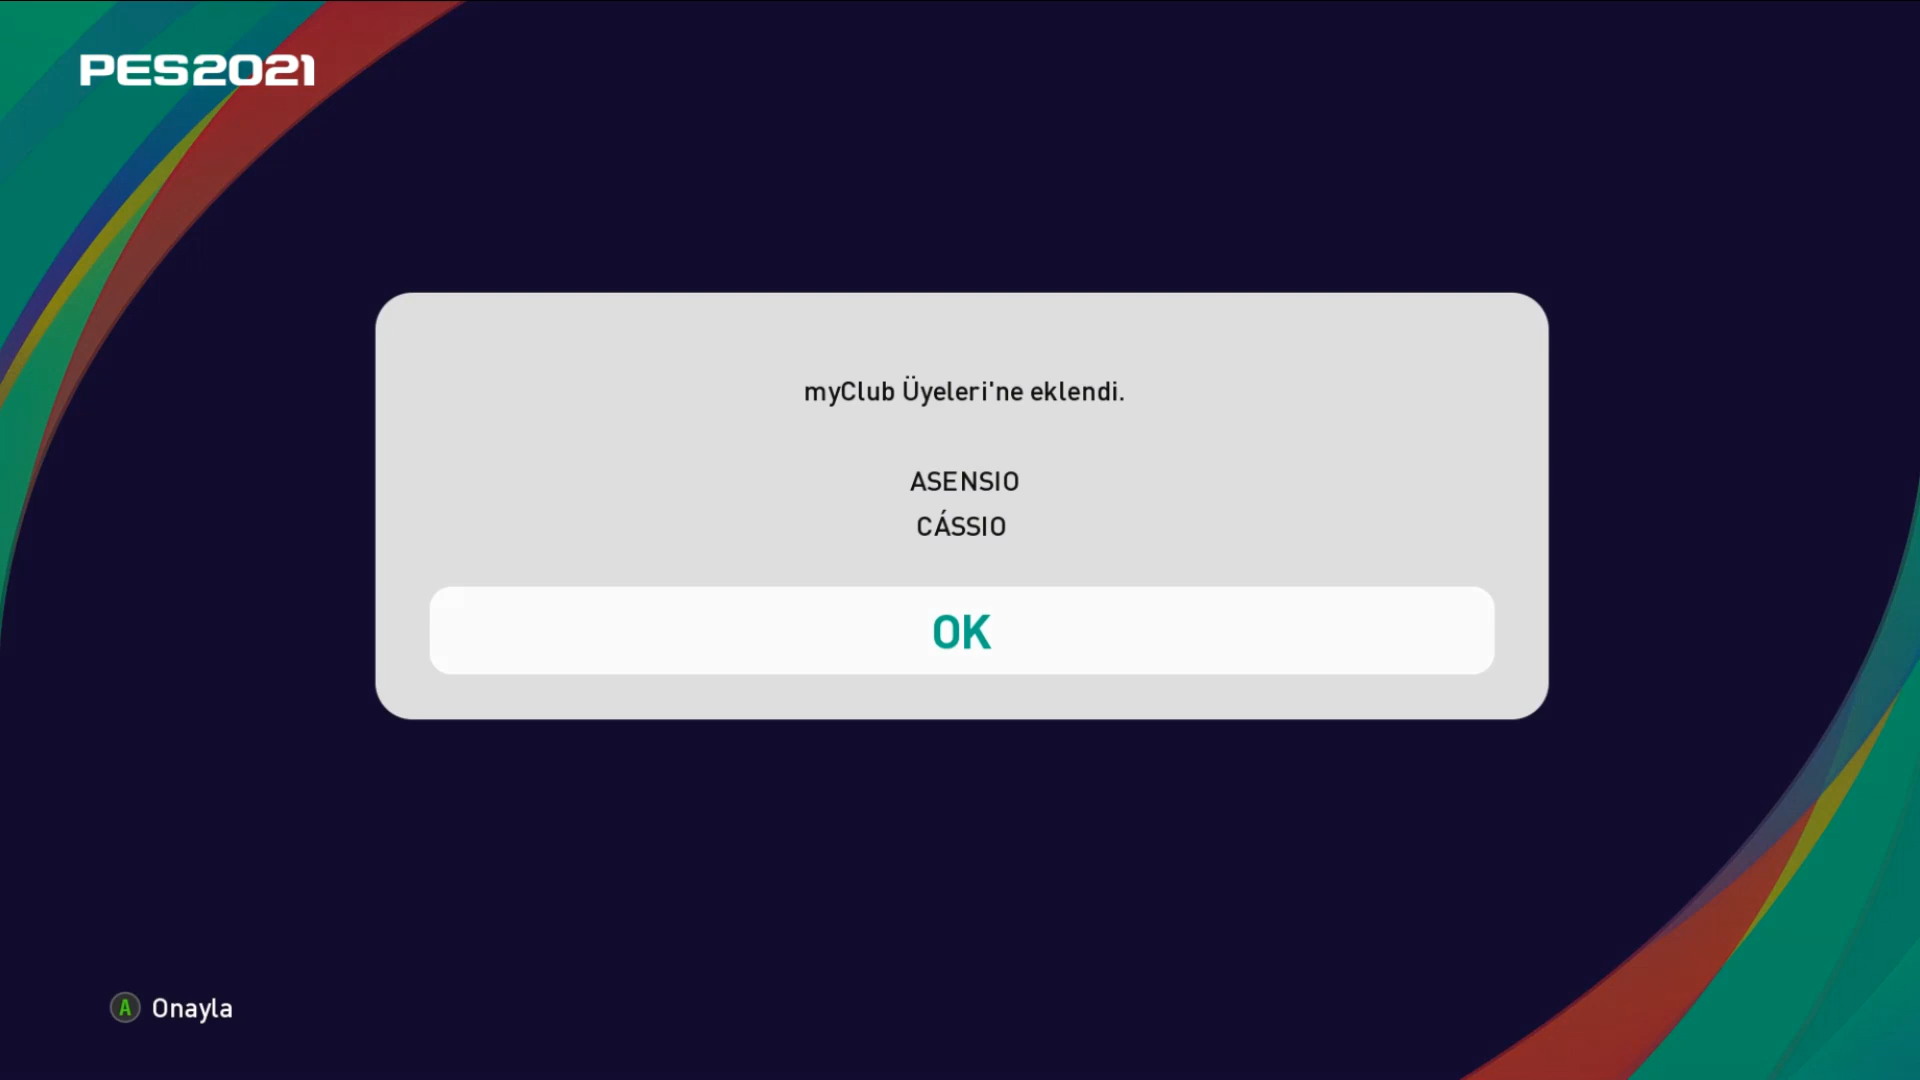 PES2021
myClub Üyeleri'ne eklendi.
ASENSIO
CÁSSIO
OK
A Onayla